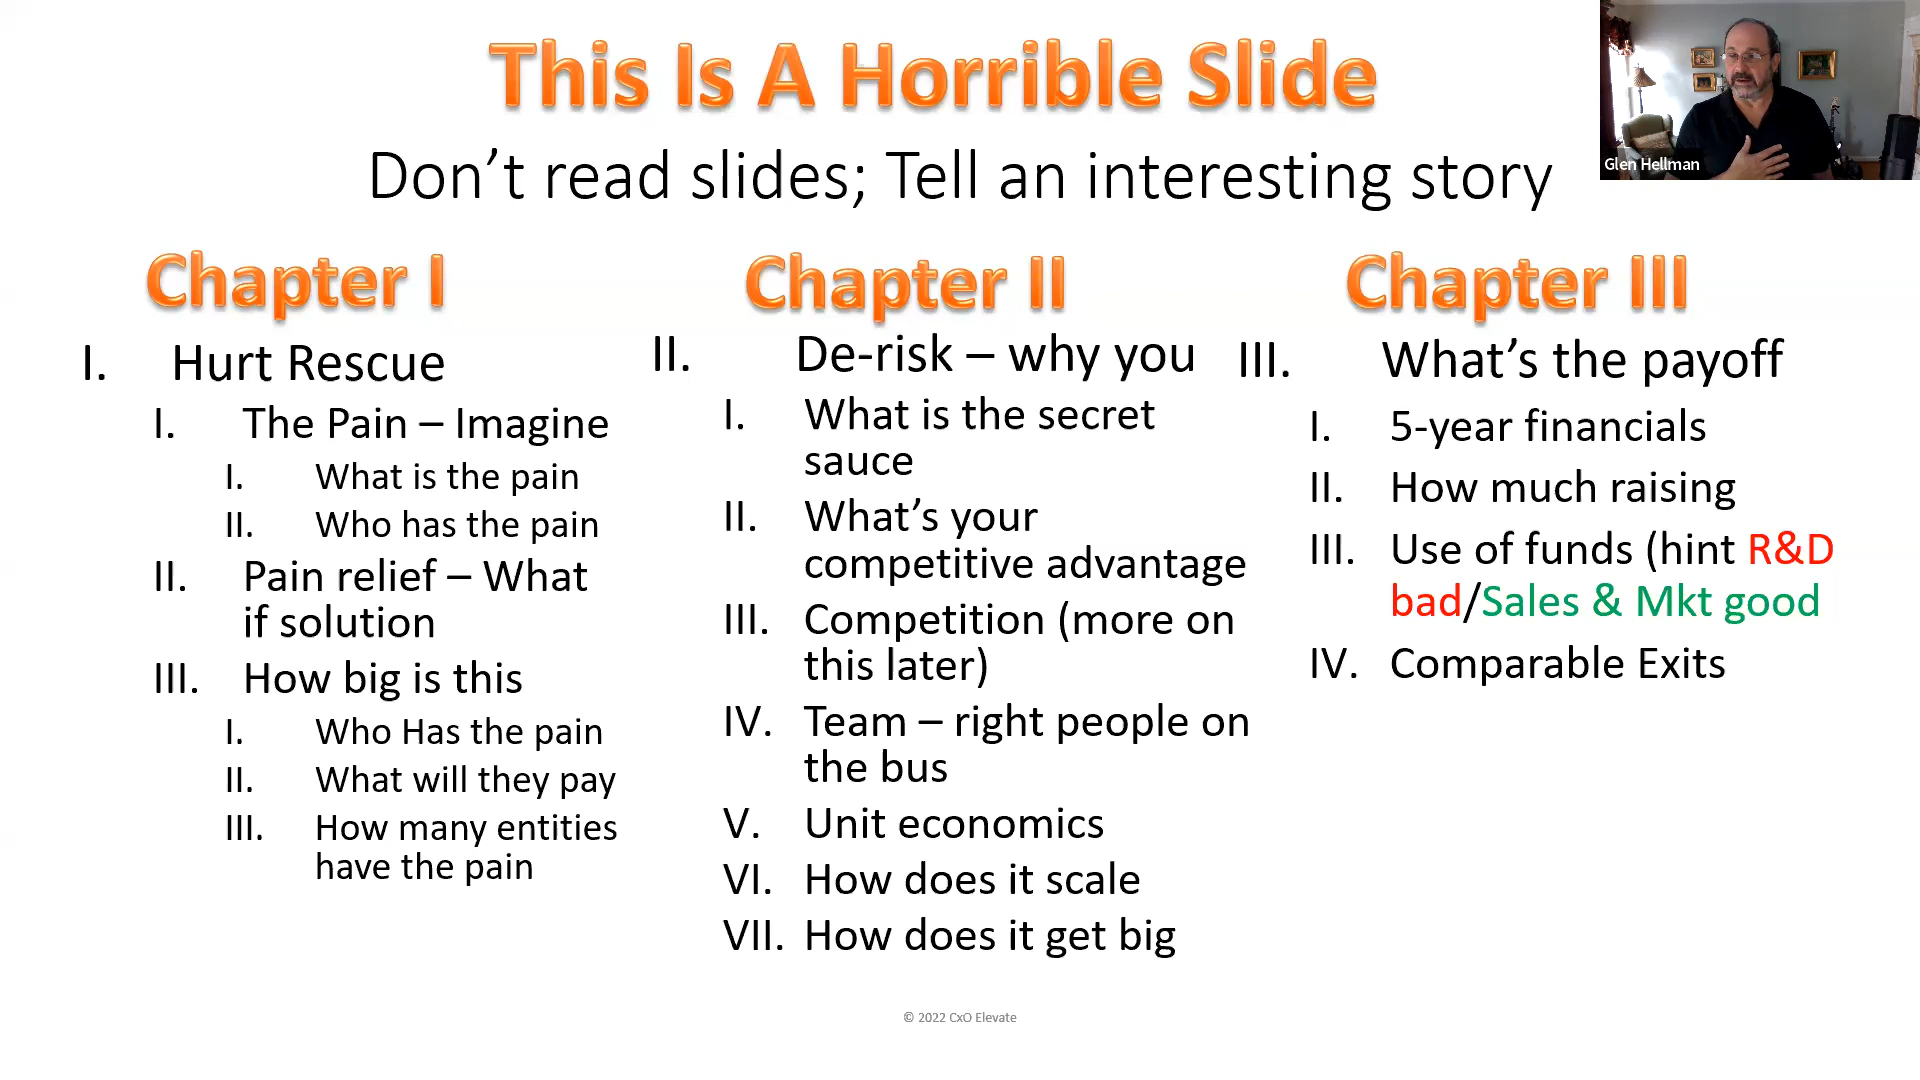 This Is A Horrible Slide
Don't read slides; Tell an interesting story
Glen Hellman
Chapter I
I. Hurt Rescue
I. The Pain – Imagine
I. What is the pain
II. Who has the pain
II. Pain relief – What
if solution
III. How big is this
I. Who Has the pain
II. What will they pay
III. How many entities
have the pain
Chapter II
II. De-risk – why you
I. What is the secret
sauce
II. What's your
competitive advantage
III. Competition (more on
this later)
IV. Team – right people on
the bus
V. Unit economics
VI. How does it scale
VII. How does it get big
Chapter III
III. What's the payoff
I. 5-year financials
II. How much raising
III. Use of funds (hint R&D
bad/Sales & Mkt good
IV. Comparable Exits
© 2022 CxO Elevate